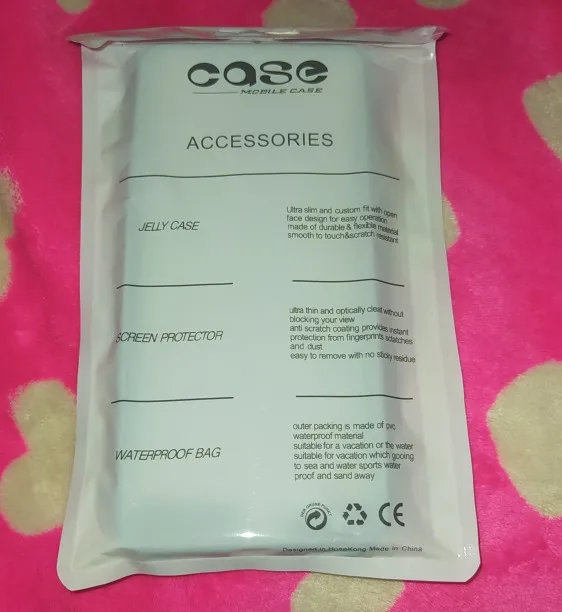 case
MOBILE CASE
ACCESSORIES
JELLY CASE
Ultra slim and custom fit with open
face design for easy operation
made of durable & flexible material
smooth to touch&scratch resistant
SCREEN PROTECTOR
ultra thin and optically clear without
blocking your view
anti scratch coating provides instant
protection from fingerprints scratches
and dust
easy to remove with no sticky residue
WATERPROOF BAG
outer packing is made of pvc
waterproof material
suitable for a vacation or the water
suitable for vacation which gooing
to sea and water sports water
proof and sand away
CE
Designed in HongKong Made in China